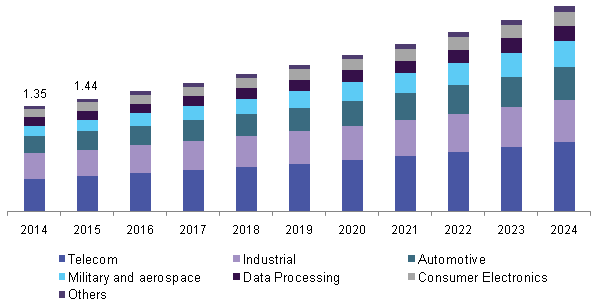 1.35
1.44
2014 2015 2016 2017 2018 2019 2020 2021 2022 2023 2024
Telecom Industrial Automotive
Military and aerospace Data Processing Consumer Electronics
Others